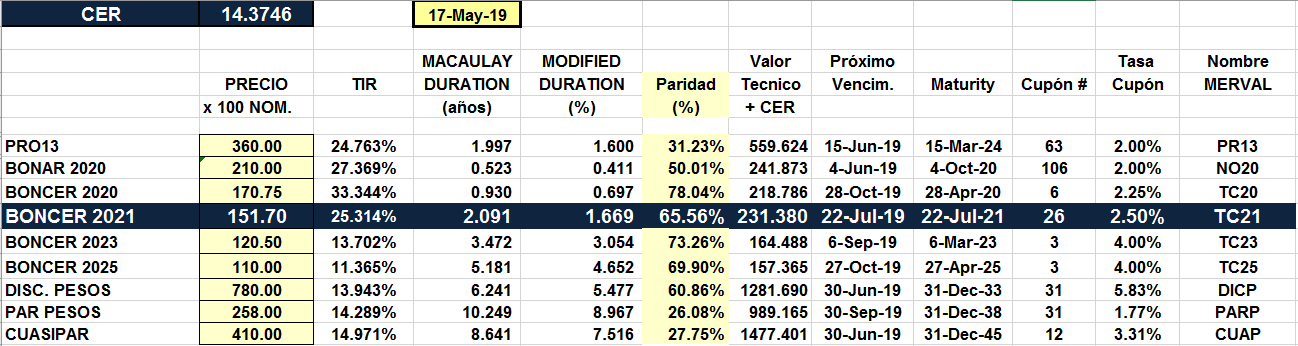 CER 14.3746 17-May-19
MACAULAY MODIFIED Valor Próximo Tasa Nombre
PRECIO TIR DURATION DURATION Paridad Tecnico Vencim. Maturity Cupón # Cupón MERVAL
x 100 NOM. (años) (%) (%) + CER
PRO13 360.00 24.763% 1.997 1.600 31.23% 559.624 15-Jun-19 15-Mar-24 63 2.00% PR13
BONAR 2020 210.00 27.369% 0.523 0.411 50.01% 241.873 4-Jun-19 4-Oct-20 106 2.00% NO20
BONCER 2020 170.75 33.344% 0.930 0.697 78.04% 218.786 28-Oct-19 28-Apr-20 6 2.25% TC20
BONCER 2021 151.70 25.314% 2.091 1.669 65.56% 231.380 22-Jul-19 22-Jul-21 26 2.50% TC21
BONCER 2023 120.50 13.702% 3.472 3.054 73.26% 164.488 6-Sep-19 6-Mar-23 3 4.00% TC23
BONCER 2025 110.00 11.365% 5.181 4.652 69.90% 157.365 27-Oct-19 27-Apr-25 3 4.00% TC25
DISC. PESOS 780.00 13.943% 6.241 5.477 60.86% 1281.690 30-Jun-19 31-Dec-33 31 5.83% DICP
PAR PESOS 258.00 14.289% 10.249 8.967 26.08% 989.165 30-Sep-19 31-Dec-38 31 1.77% PARP
CUASIPAR 410.00 14.971% 8.641 7.516 27.75% 1477.401 30-Jun-19 31-Dec-45 12 3.31% CUAP